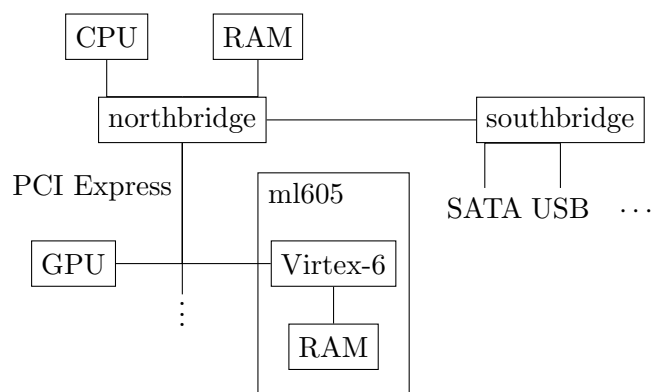 CPU
RAM
northbridge
southbridge
PCI Express
ml605
SATA USB ...
GPU
Virtex-6
RAM